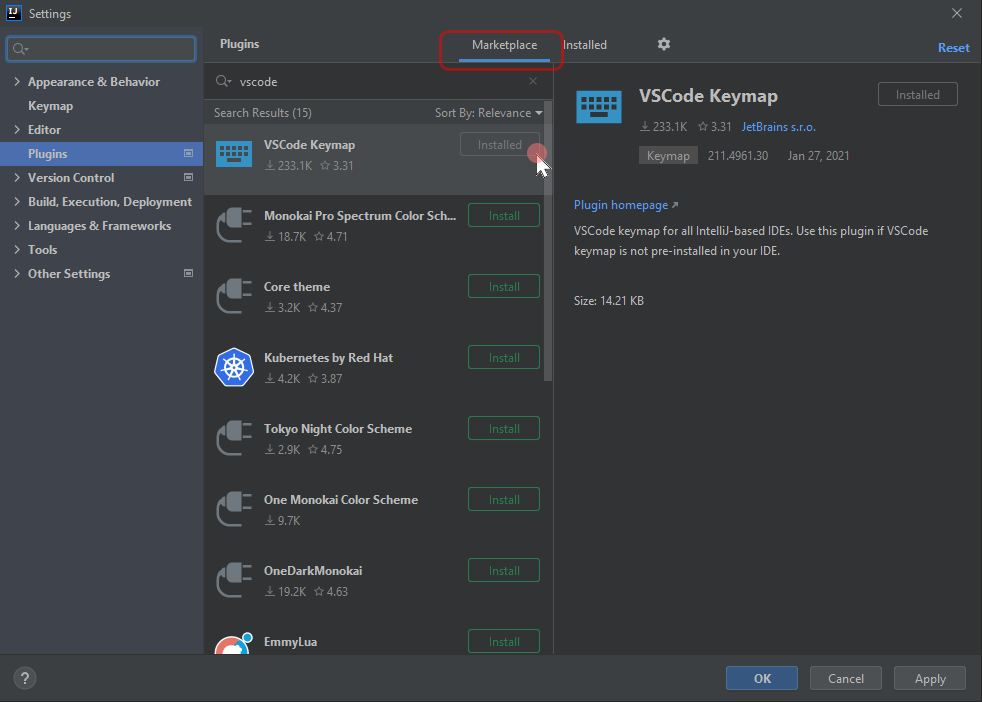 IJ
Settings
Appearance & Behavior
Keymap
Editor
Plugins
Version Control
Build, Execution, Deployment
Languages & Frameworks
Tools
Other Settings
Plugins
Marketplace
Installed
Reset
vscode
Search Results (15)
Sort By: Relevance
VSCode Keymap
Installed
233.1K 3.31
Monokai Pro Spectrum Color Sch...
Install
18.7K 4.71
Core theme
Install
3.2K 4.37
Kubernetes by Red Hat
Install
4.2K 3.87
Tokyo Night Color Scheme
Install
2.9K 4.75
One Monokai Color Scheme
Install
9.7K
OneDarkMonokai
Install
19.2K 4.63
EmmyLua
Install
VSCode Keymap
Installed
233.1K 3.31 JetBrains s.r.o.
Keymap 211.4961.30 Jan 27, 2021
Plugin homepage
VSCode keymap for all IntelliJ-based IDEs. Use this plugin if VSCode
keymap is not pre-installed in your IDE.
Size: 14.21 KB
?
OK
Cancel
Apply